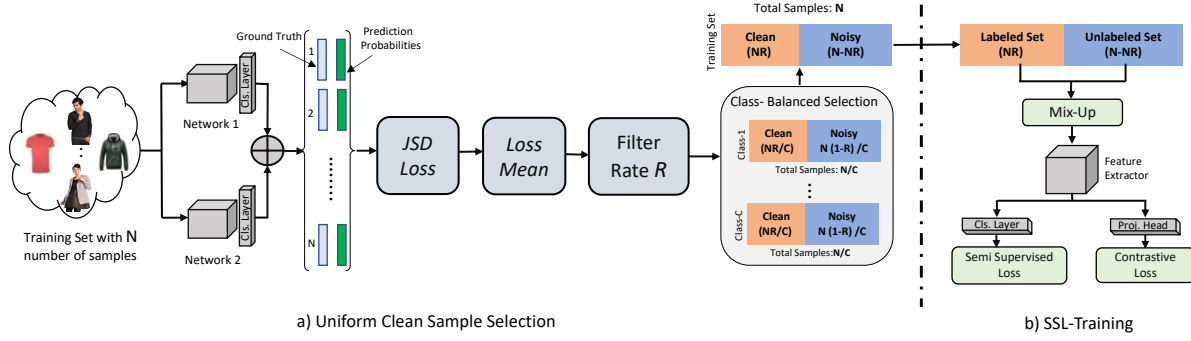 Training Set with N
number of samples
Network 1
Cls. Layer
Network 2
Cls. Layer
Ground Truth
Prediction
Probabilities
1
2
N
JSD
Loss
Loss
Mean
Filter
Rate R
Total Samples: N
Training Set
Clean
(NR)
Noisy
(N-NR)
Class- Balanced Selection
Class-1
Clean
(NR/C)
Noisy
N (1-R) /C
Total Samples: N/C
Class-C
Clean
(NR/C)
Noisy
N (1-R) /C
Total Samples:N/C
a) Uniform Clean Sample Selection
Labeled Set
(NR)
Unlabeled Set
(N-NR)
Mix-Up
Feature
Extractor
Cls. Layer
Proj. Head
Semi Supervised
Loss
Contrastive
Loss
b) SSL-Training